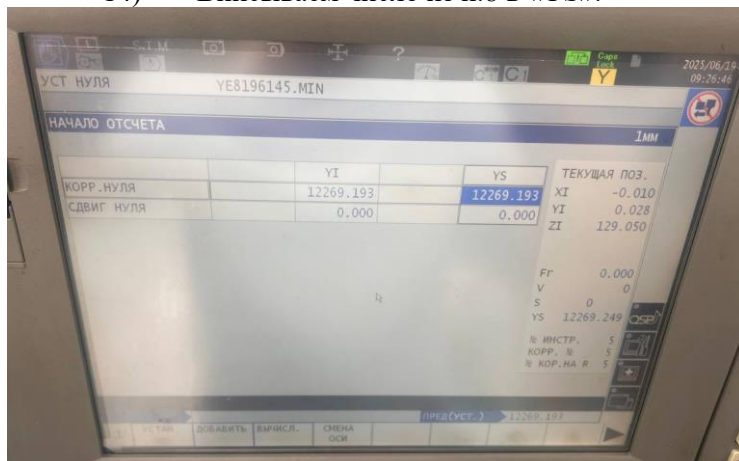 S.T.M
?
Caps Lock
Y
2025/06/19
09:26:46
УСТ НУЛЯ YE8196145.MIN
НАЧАЛО ОТСЧЕТА
1мм
YI YS
КОРР.НУЛЯ 12269.193 12269.193
СДВИГ НУЛЯ 0.000 0.000
ТЕКУЩАЯ ПОЗ.
XI -0.010
YI 0.028
ZI 129.050
Fr 0.000
V 0
S 0
YS 12269.249
№ ИНСТР. 5
КОРР. № 5
№ КОР.НА R 5
OSP
ПРЕД(УСТ.) 12269.193
УСТАН ДОБАВИТЬ ВЫЧИСЛ. СМЕНА ОСИ